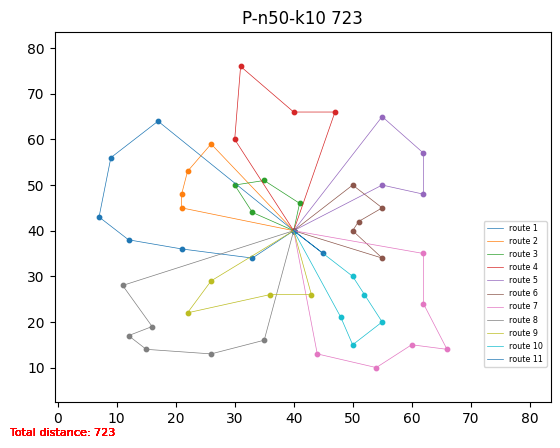 P-n50-k10 723
80
70
60
50
40
30
20
10
0 10 20 30 40 50 60 70 80
route 1
route 2
route 3
route 4
route 5
route 6
route 7
route 8
route 9
route 10
route 11
Total distance: 723